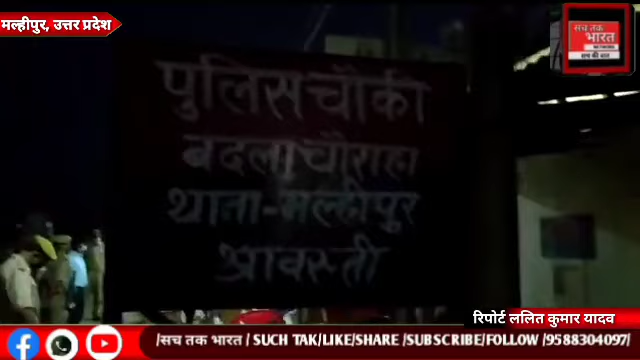 मल्हीपुर, उत्तर प्रदेश
सच तक
भारत
NETWORK
सच की बात
पुलिस चौकी
बदला चौराहा
थाना-मल्हीपुर
श्रावस्ती
रिपोर्ट ललित कुमार यादव
/सच तक भारत / SUCH TAK/LIKE/SHARE /SUBSCRIBE/FOLLOW /9588304097/